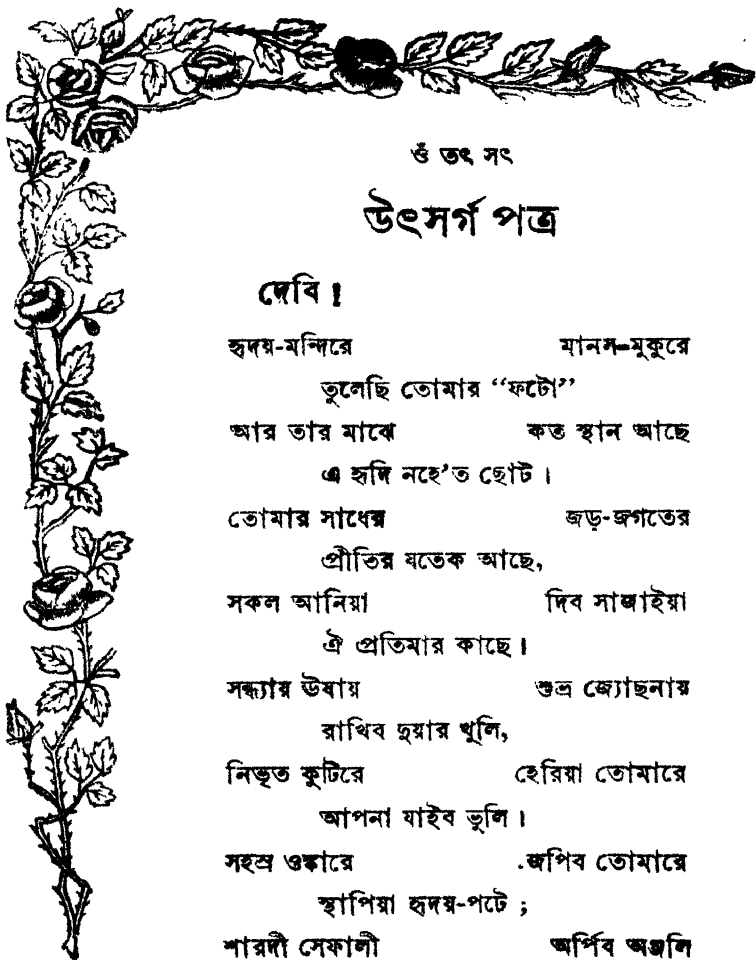 ওঁ তৎ সৎ
উৎসর্গ পত্র
দেবি !
হৃদয়-মন্দিরে মানস-মুকুরে
তুলেছি তোমার “ফটো”
আর তার মাঝে কত স্থান আছে
এ হৃদি নহে'ত ছোট ।
তোমার সাধের জড়-জগতের
প্রীতির যতেক আছে,
সকল আনিয়া দিব সাজাইয়া
ঐ প্রতিমার কাছে ।
সন্ধ্যায় ঊষায় শুভ্র জ্যোছনায়
রাখিব দুয়ার খুলি,
নিভৃত কুটিরে হেরিয়া তোমারে
আপনা যাইব ভুলি ।
সহস্র ওঙ্কারে জপিব তোমারে
স্থাপিয়া হৃদয়-পটে ;
শারদী সেফালী অর্পিব অঞ্জলি